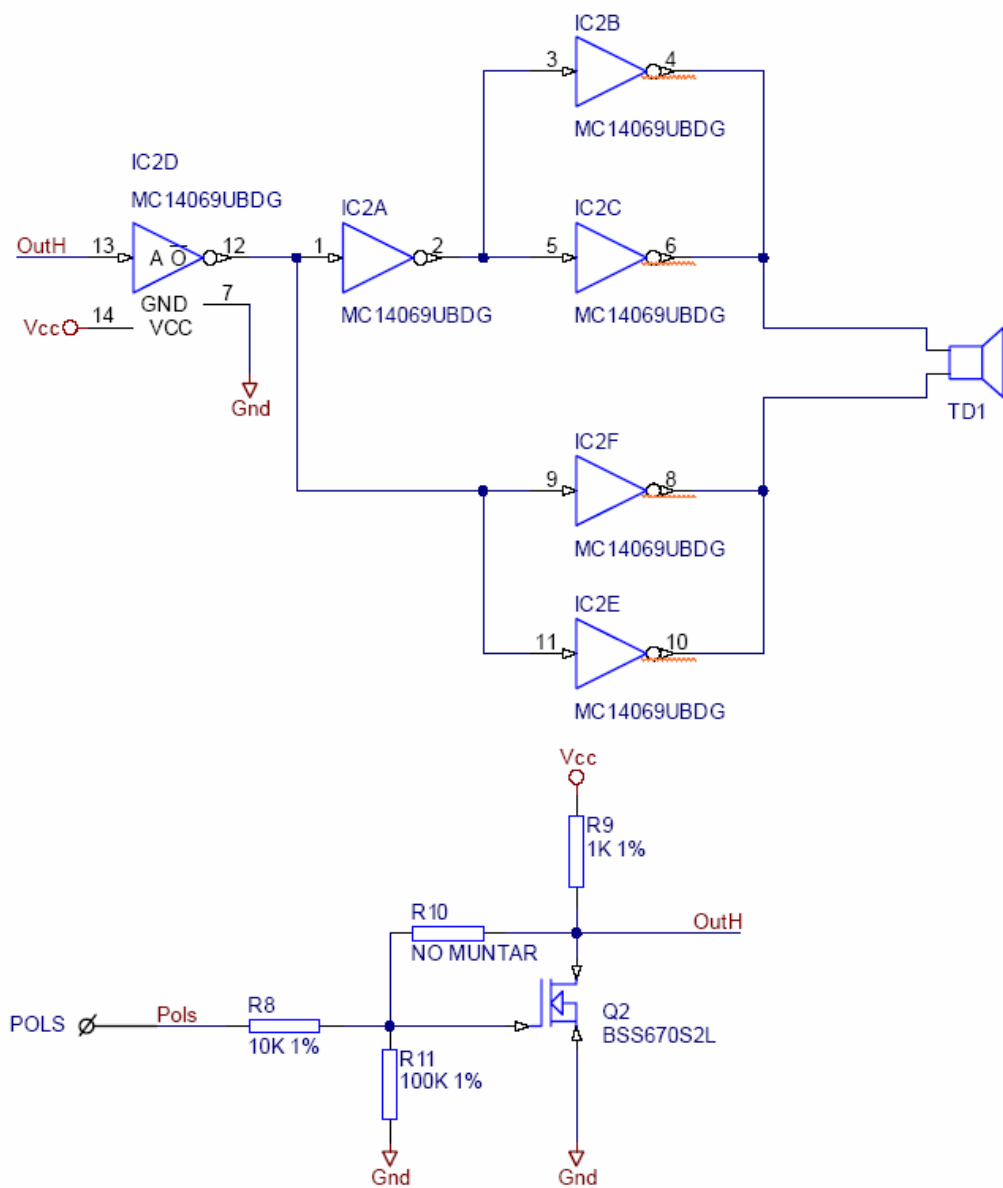 IC2B
3
4
MC14069UBDG
IC2D
MC14069UBDG
IC2A
IC2C
OutH
13
A O̅
12
1
2
5
6
GND
7
MC14069UBDG
MC14069UBDG
Vcc
14
VCC
Gnd
TD1
IC2F
9
8
MC14069UBDG
IC2E
11
10
MC14069UBDG
Vcc
R9
1K 1%
R10
OutH
NO MUNTAR
POLS
Pols
R8
10K 1%
Q2
BSS670S2L
R11
100K 1%
Gnd
Gnd